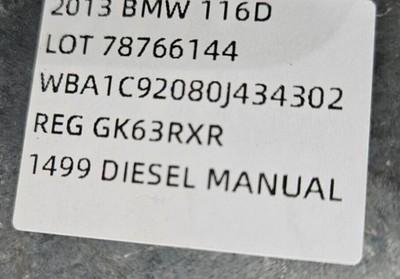 2013 BMW 116D
LOT 78766144
WBA1C92080J434302
REG GK63RXR
1499 DIESEL MANUAL